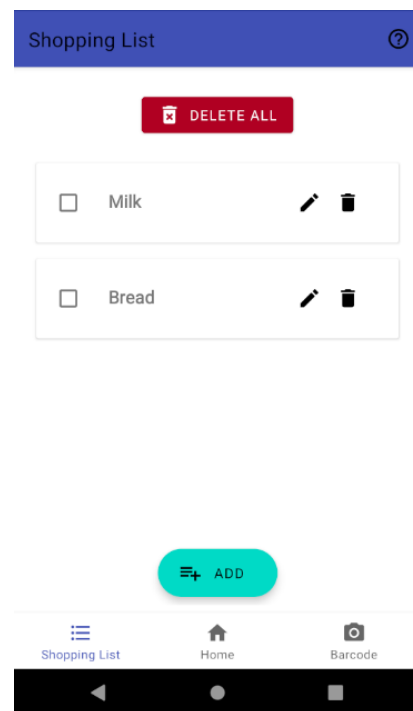 Shopping List
DELETE ALL
Milk
Bread
ADD
Shopping List Home Barcode